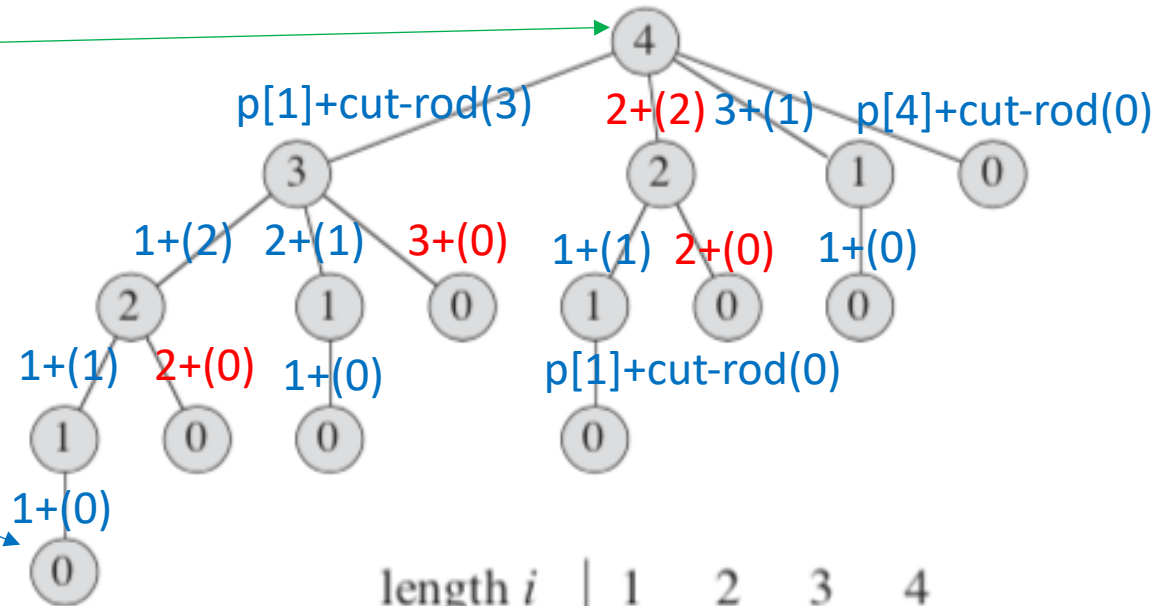 4
p[1]+cut-rod(3) 2+(2) 3+(1) p[4]+cut-rod(0)
3 2 1 0
1+(2) 2+(1) 3+(0) 1+(1) 2+(0) 1+(0)
2 1 0 1 0 0
1+(1) 2+(0) 1+(0) p[1]+cut-rod(0)
1 0 0 0
1+(0)
0
length i | 1 2 3 4